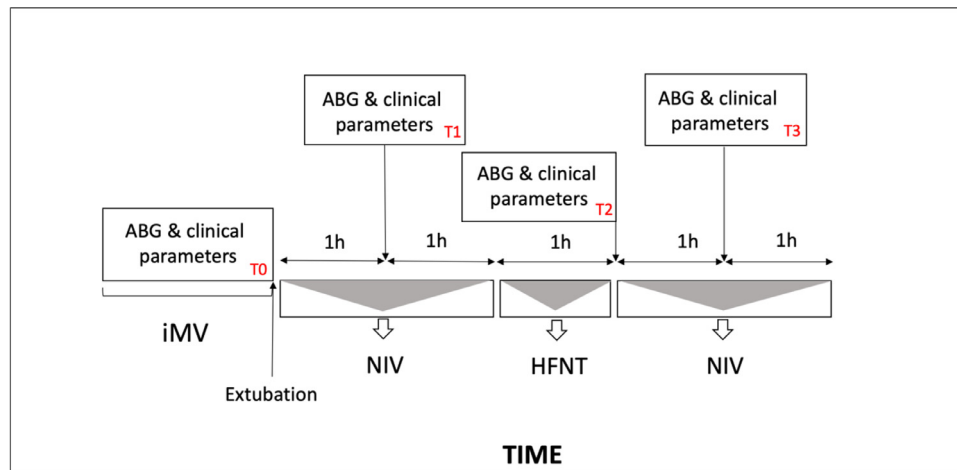 ABG & clinical
parameters T1
ABG & clinical
parameters T3
ABG & clinical
parameters T2
ABG & clinical
parameters T0
1h 1h 1h 1h 1h
iMV
NIV HFNT NIV
Extubation
TIME